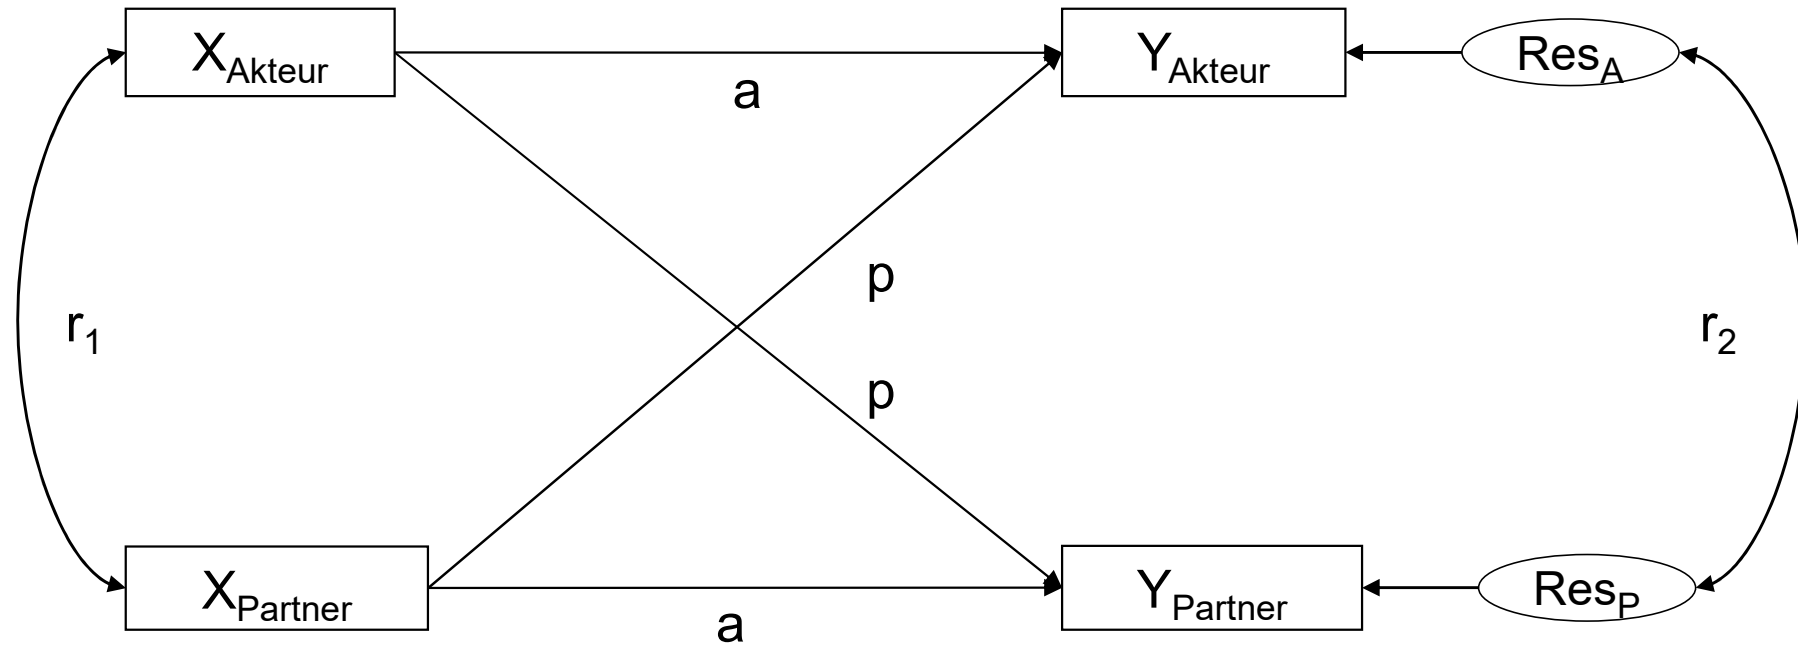 X_Akteur
a
Y_Akteur
Res_A
p
r_1
r_2
p
X_Partner
a
Y_Partner
Res_P